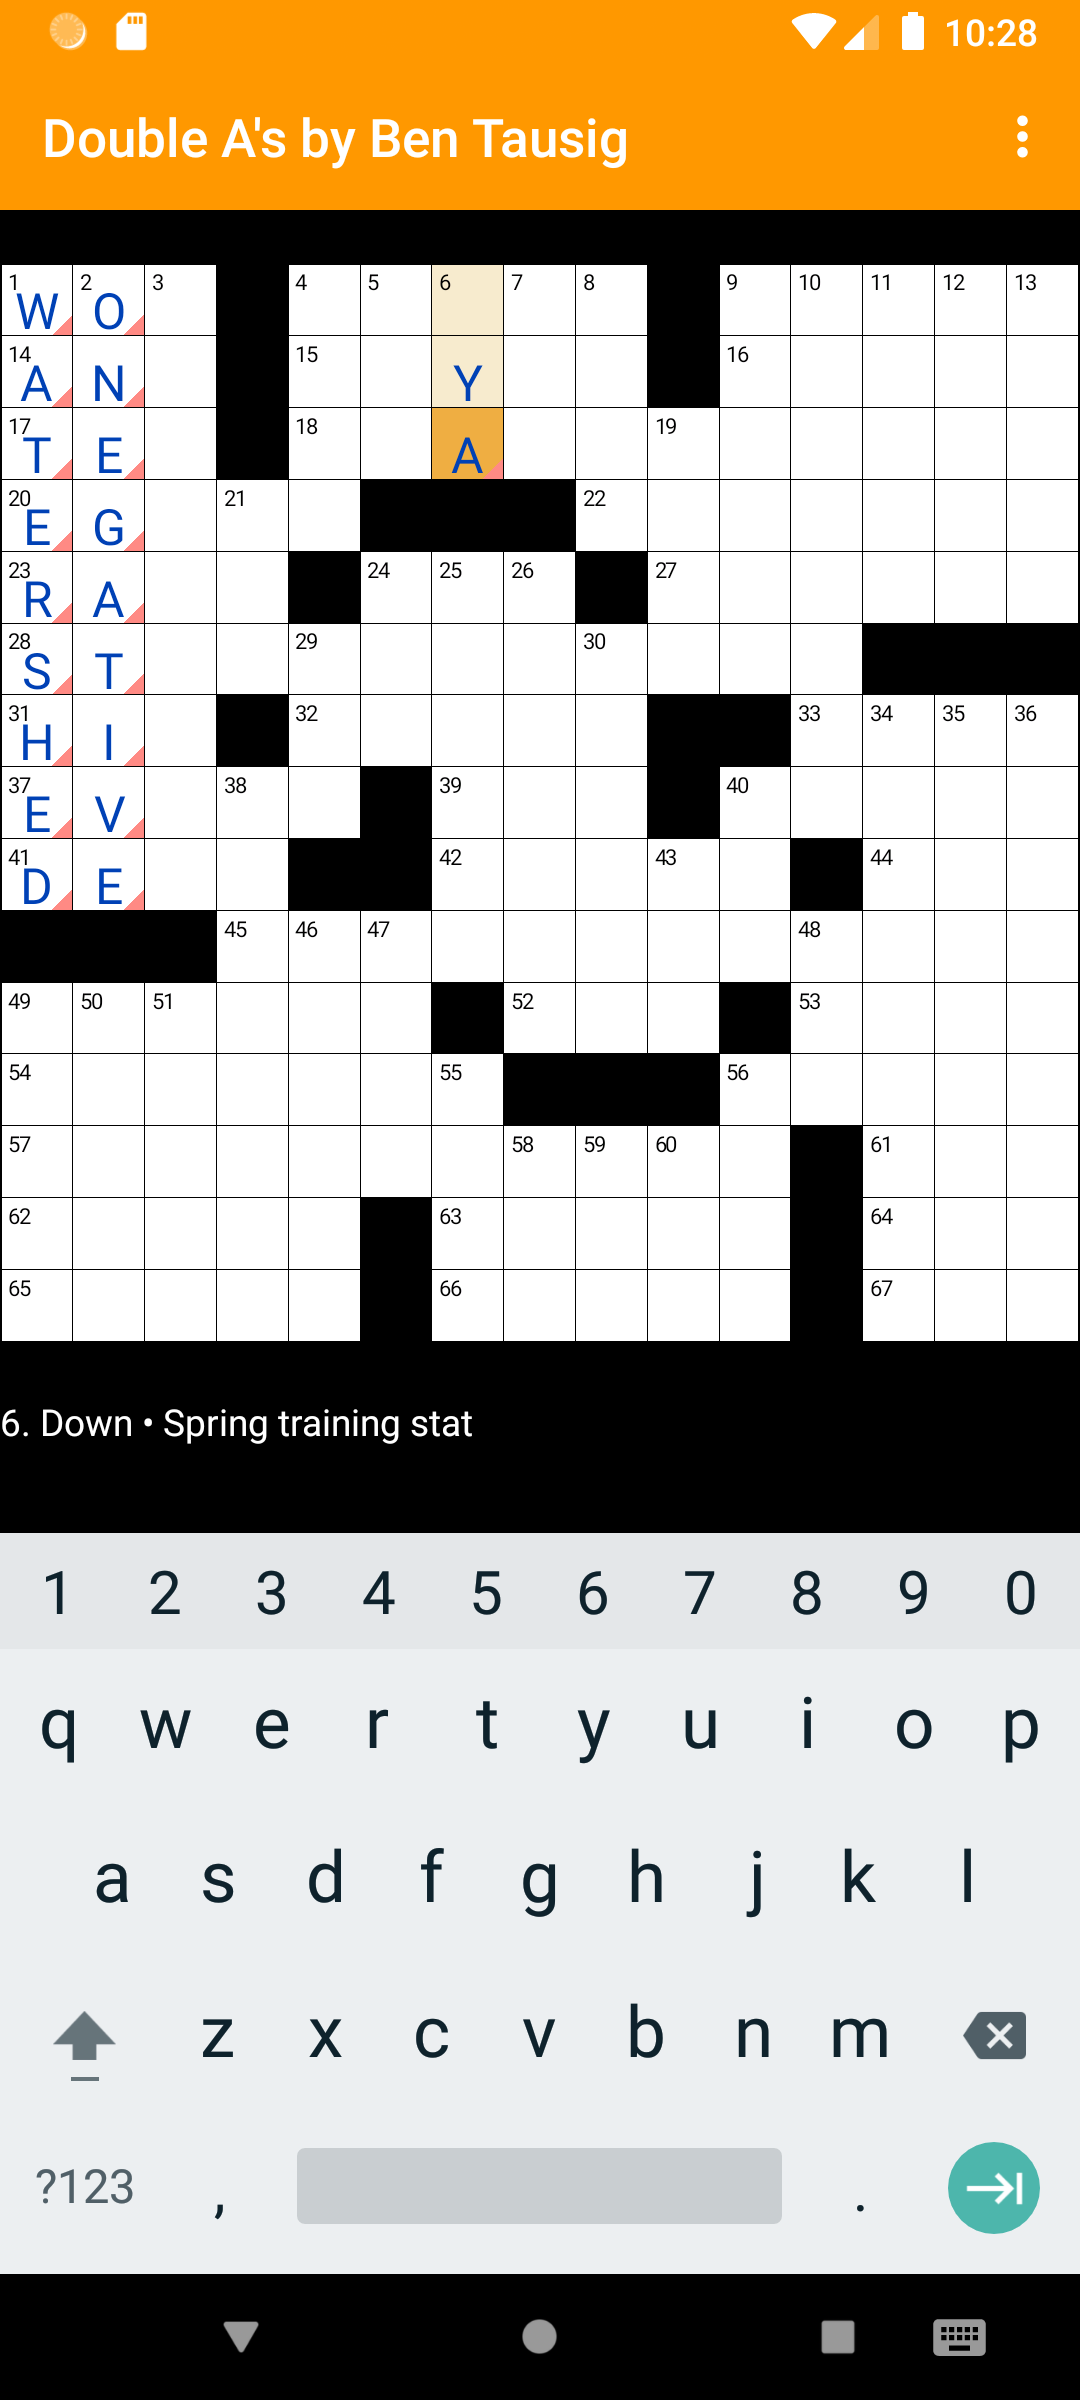 10:28
Double A's by Ben Tausig
1 W 2 O 3 4 5 6 7 8 9 10 11 12 13
14 A N 15 Y 16
17 T E 18 A 19
20 E G 21 22
23 R A 24 25 26 27
28 S T 29 30
31 H I 32 33 34 35 36
37 E V 38 39 40
41 D E 42 43 44
45 46 47 48
49 50 51 52 53
54 55 56
57 58 59 60 61
62 63 64
65 66 67
6. Down • Spring training stat
1 2 3 4 5 6 7 8 9 0
q w e r t y u i o p
a s d f g h j k l
z x c v b n m
?123 , .